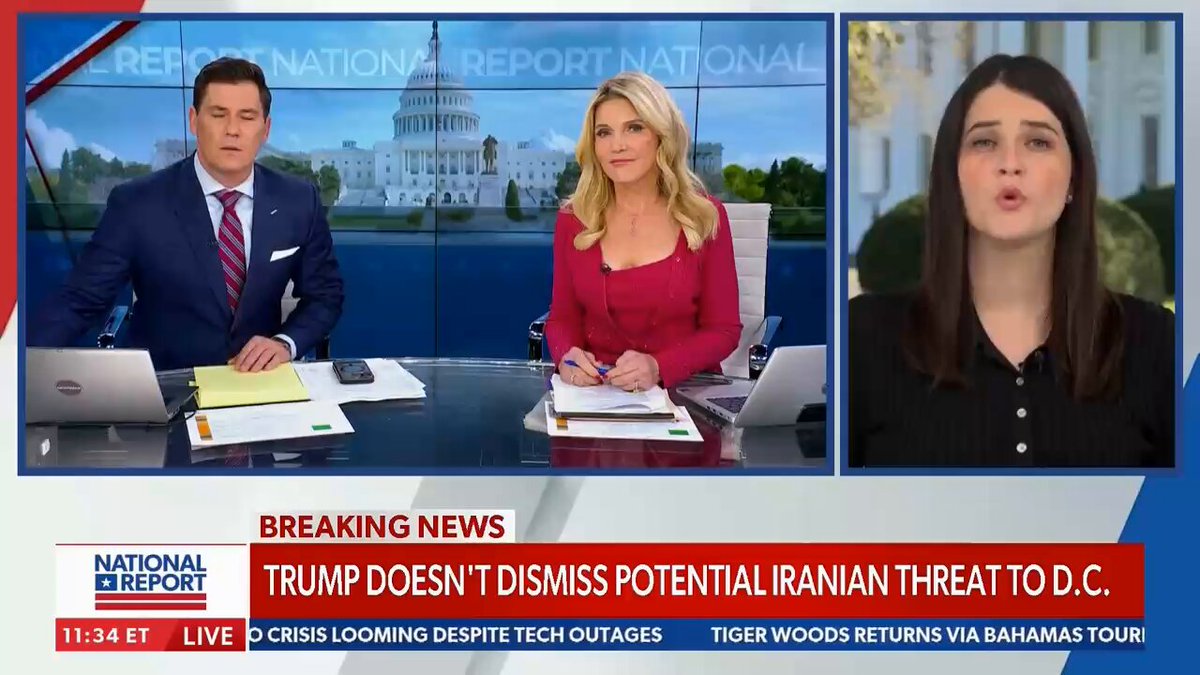 REPORT NATIONAL REPORT NATIONAL
BREAKING NEWS
NATIONAL
REPORT
TRUMP DOESN'T DISMISS POTENTIAL IRANIAN THREAT TO D.C.
11:34 ET LIVE
O CRISIS LOOMING DESPITE TECH OUTAGES TIGER WOODS RETURNS VIA BAHAMAS TOUR